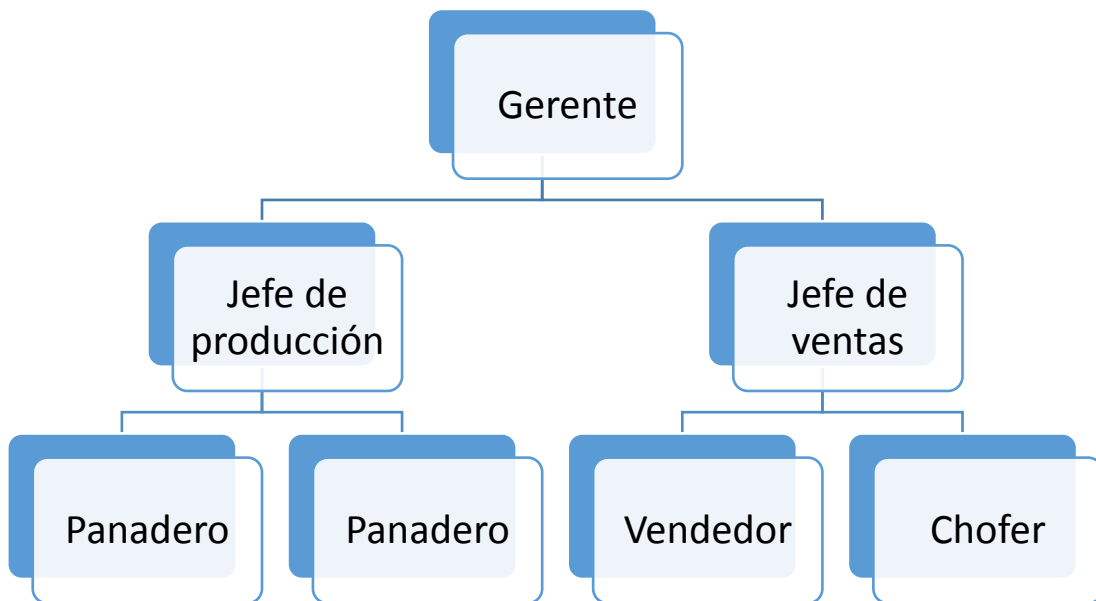 Gerente
Jefe de
producción
Jefe de
ventas
Panadero
Panadero
Vendedor
Chofer